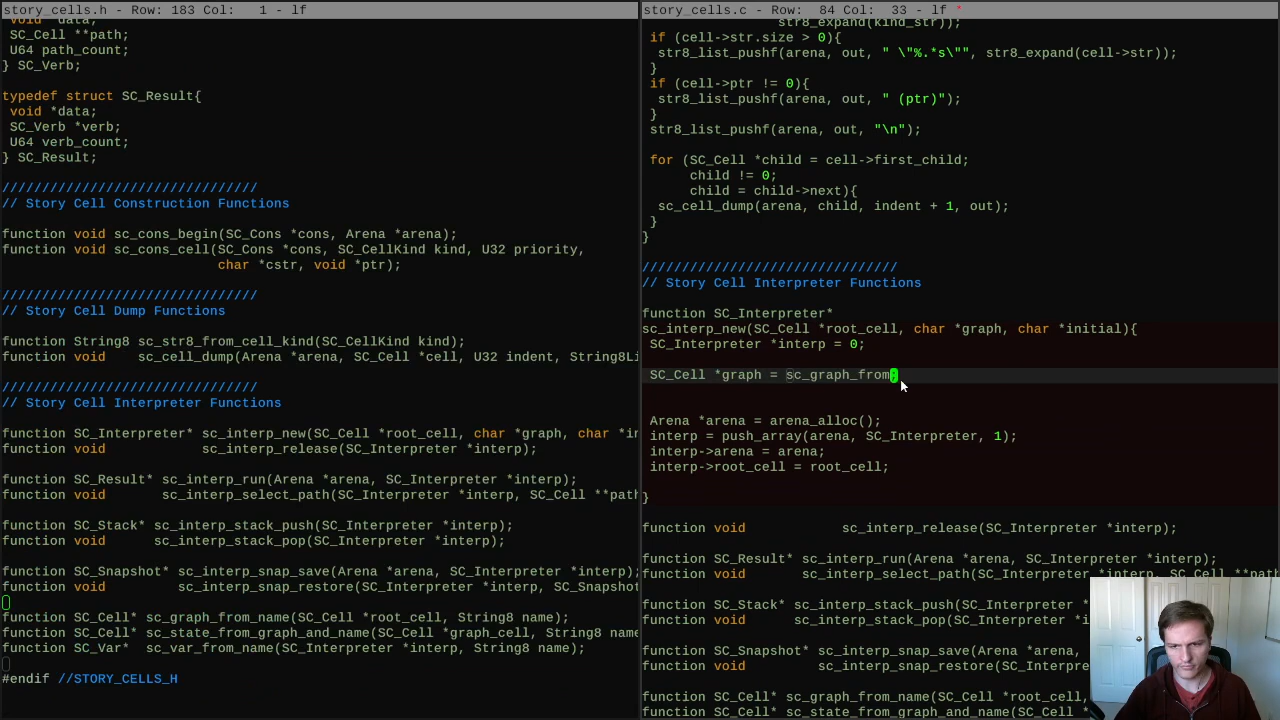 story_cells.h - Row: 183 Col:   1 - lf
void *data;
SC_Cell **path;
U64 path_count;
} SC_Verb;
typedef struct SC_Result{
void *data;
SC_Verb *verb;
U64 verb_count;
} SC_Result;
////////////////////////////////
// Story Cell Construction Functions
function void sc_cons_begin(SC_Cons *cons, Arena *arena);
function void sc_cons_cell(SC_Cons *cons, SC_CellKind kind, U32 priority,
char *cstr, void *ptr);
////////////////////////////////
// Story Cell Dump Functions
function String8 sc_str8_from_cell_kind(SC_CellKind kind);
function void    sc_cell_dump(Arena *arena, SC_Cell *cell, U32 indent, String8Li
////////////////////////////////
// Story Cell Interpreter Functions
function SC_Interpreter* sc_interp_new(SC_Cell *root_cell, char *graph, char *in
function void            sc_interp_release(SC_Interpreter *interp);
function SC_Result* sc_interp_run(Arena *arena, SC_Interpreter *interp);
function void       sc_interp_select_path(SC_Interpreter *interp, SC_Cell **path
function SC_Stack* sc_interp_stack_push(SC_Interpreter *interp);
function void      sc_interp_stack_pop(SC_Interpreter *interp);
function SC_Snapshot* sc_interp_snap_save(Arena *arena, SC_Interpreter *interp);
function void         sc_interp_snap_restore(SC_Interpreter *interp, SC_Snapshot
function SC_Cell* sc_graph_from_name(SC_Cell *root_cell, String8 name);
function SC_Cell* sc_state_from_graph_and_name(SC_Cell *graph_cell, String8 name
function SC_Var*  sc_var_from_name(SC_Interpreter *interp, String8 name);
#endif //STORY_CELLS_H
story_cells.c - Row:  84 Col:  33 - lf *
str8_expand(kind_str));
if (cell->str.size > 0){
str8_list_pushf(arena, out, " \"%.*s\"", str8_expand(cell->str));
}
if (cell->ptr != 0){
str8_list_pushf(arena, out, " (ptr)");
}
str8_list_pushf(arena, out, "\n");
for (SC_Cell *child = cell->first_child;
child != 0;
child = child->next){
sc_cell_dump(arena, child, indent + 1, out);
}
}
////////////////////////////////
// Story Cell Interpreter Functions
function SC_Interpreter*
sc_interp_new(SC_Cell *root_cell, char *graph, char *initial){
SC_Interpreter *interp = 0;
SC_Cell *graph = sc_graph_from;
Arena *arena = arena_alloc();
interp = push_array(arena, SC_Interpreter, 1);
interp->arena = arena;
interp->root_cell = root_cell;
}
function void            sc_interp_release(SC_Interpreter *interp);
function SC_Result* sc_interp_run(Arena *arena, SC_Interpreter *interp);
function void       sc_interp_select_path(SC_Interpreter *interp, SC_Cell **path
function SC_Stack* sc_interp_stack_push(SC_Interpreter *
function void      sc_interp_stack_pop(SC_Interpreter *i
function SC_Snapshot* sc_interp_snap_save(Arena *arena,
function void         sc_interp_snap_restore(SC_Interpre
function SC_Cell* sc_graph_from_name(SC_Cell *root_cell,
function SC_Cell* sc_state_from_graph_and_name(SC_Cell *